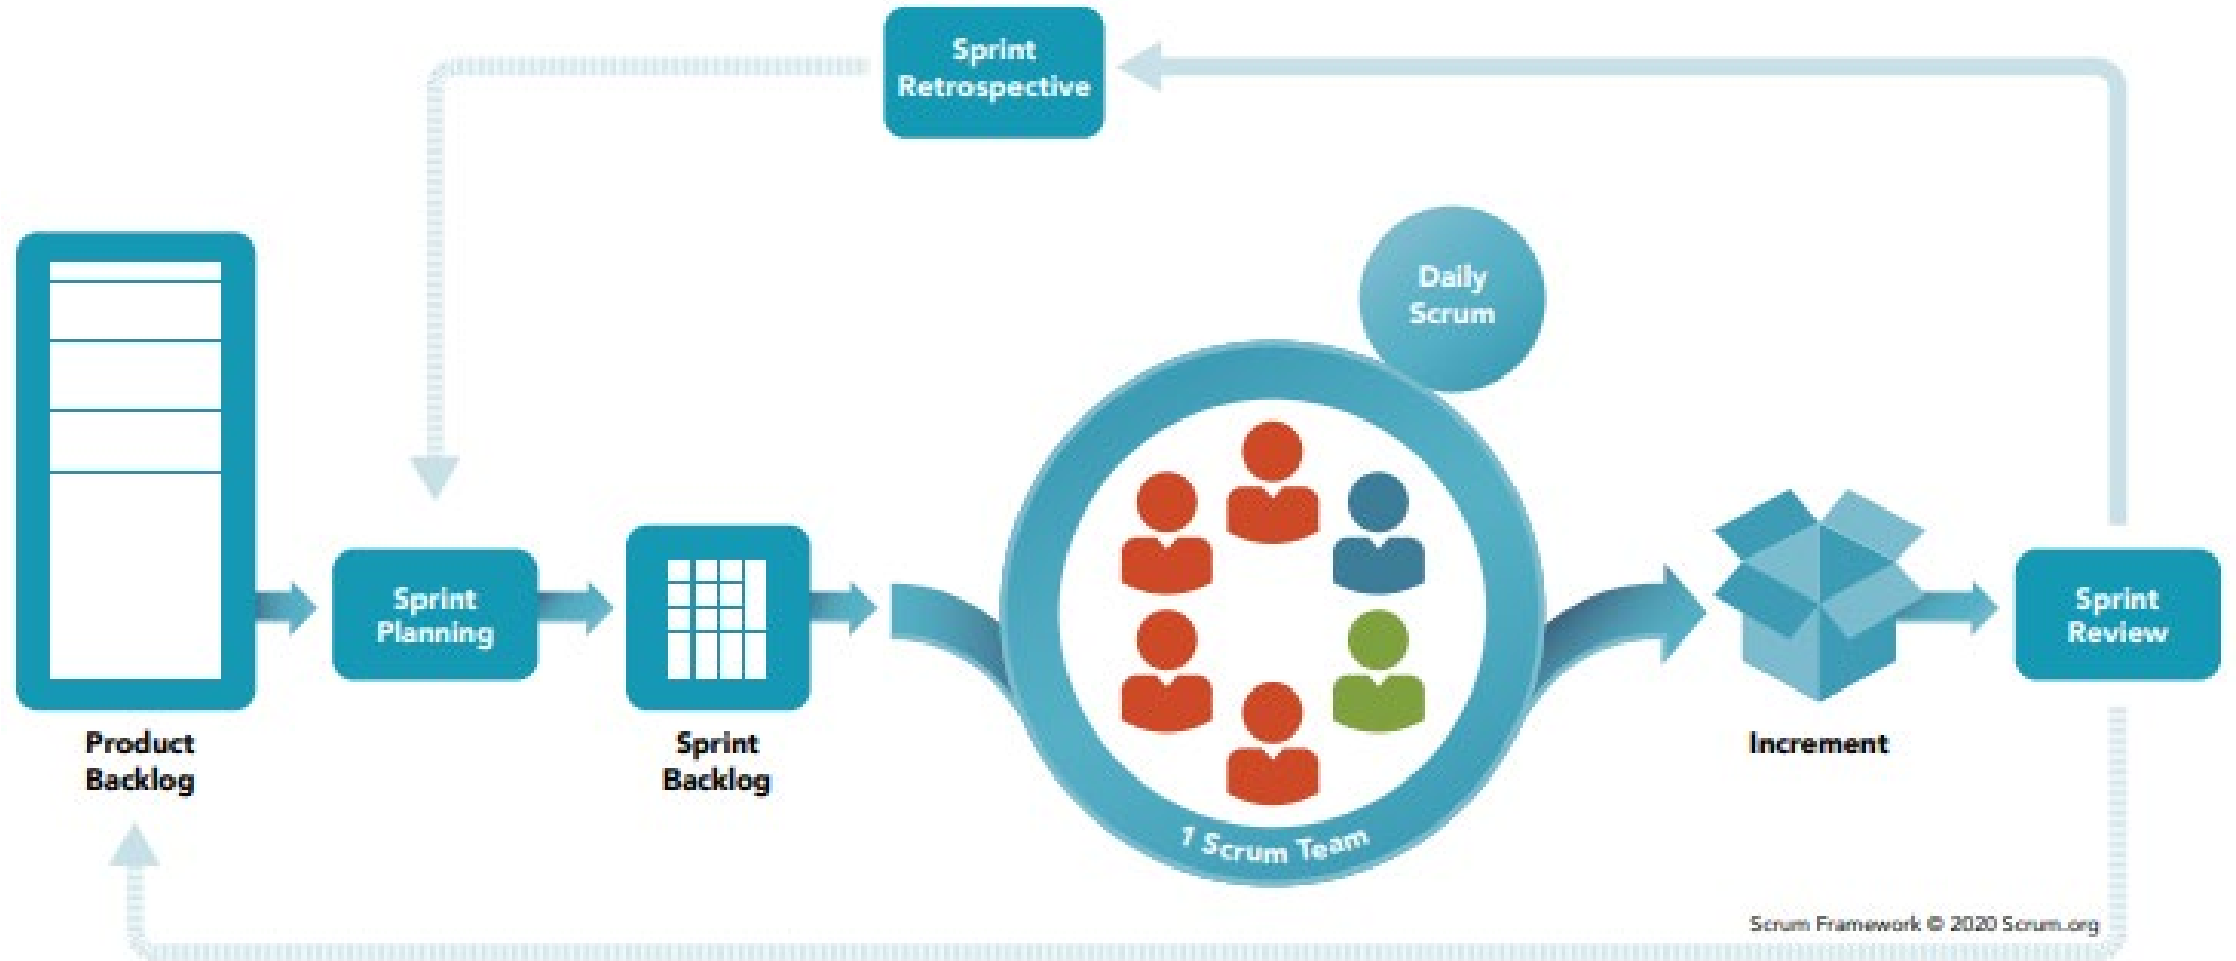 Sprint
Retrospective
Daily
Scrum
Sprint
Planning
Sprint
Review
Product
Backlog
Sprint
Backlog
Increment
1 Scrum Team
Scrum Framework © 2020 Scrum.org